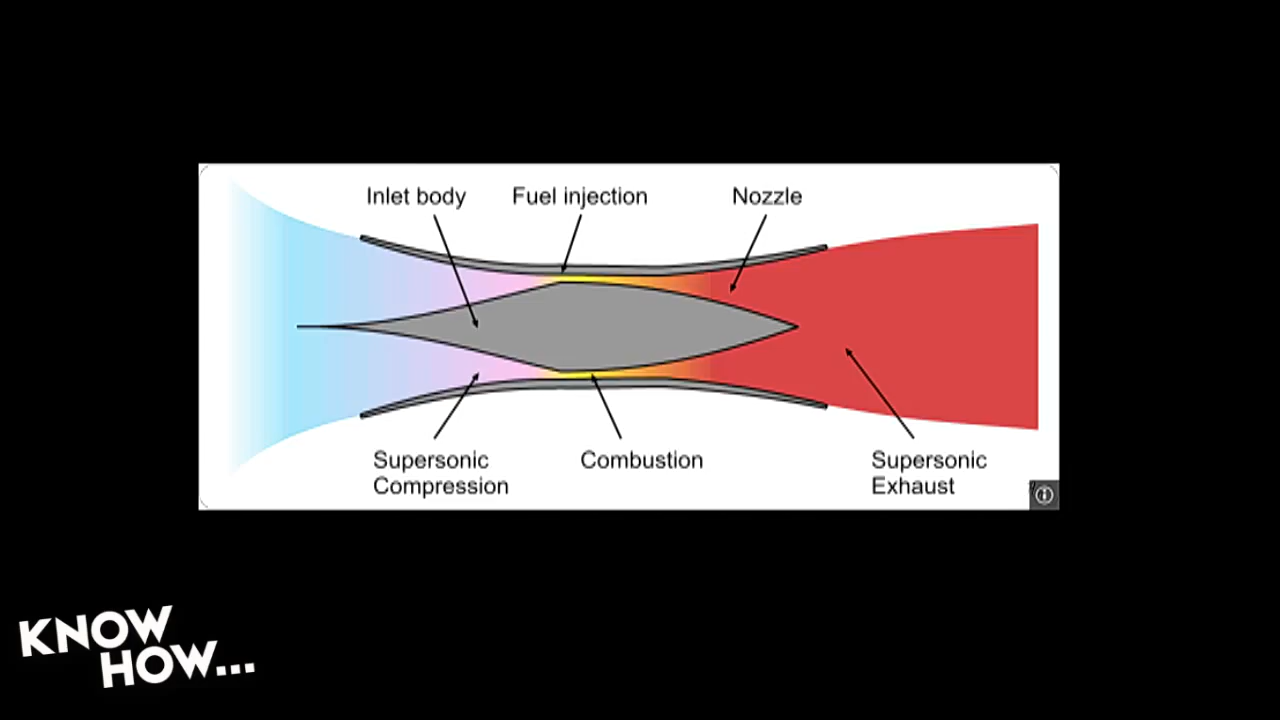 Inlet body
Fuel injection
Nozzle
Supersonic
Compression
Combustion
Supersonic
Exhaust
KNOW
HOW...